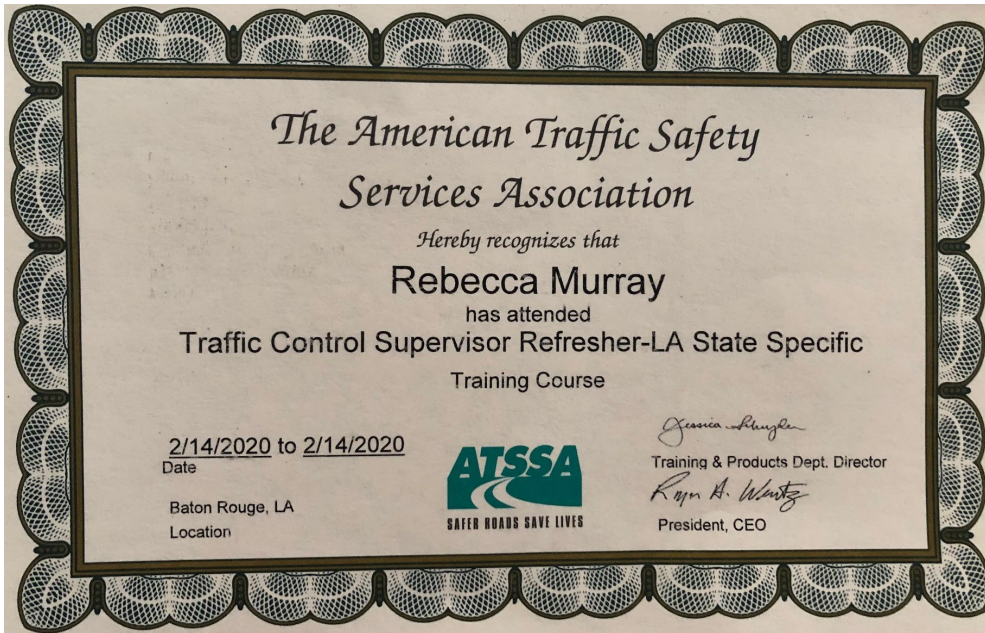 The American Traffic Safety
Services Association
Hereby recognizes that
Rebecca Murray
has attended
Traffic Control Supervisor Refresher-LA State Specific
Training Course
2/14/2020 to 2/14/2020
Date
Baton Rouge, LA
Location
ATSSA
SAFER ROADS SAVE LIVES
Jessica
Training & Products Dept. Director
A. Wentz
President, CEO